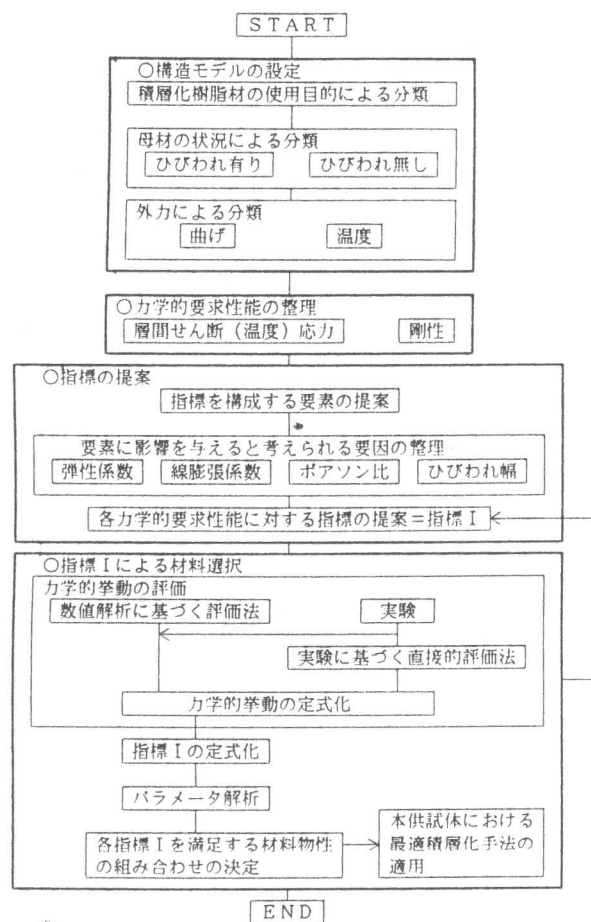 START
○構造モデルの設定
積層化樹脂材の使用目的による分類
母材の状況による分類
ひびわれ有り
ひびわれ無し
外力による分類
曲げ
温度
○力学的要求性能の整理
層間せん断（温度）応力
剛性
○指標の提案
指標を構成する要素の提案
要素に影響を与えると考えられる要因の整理
弾性係数
線膨張係数
ポアソン比
ひびわれ幅
各力学的要求性能に対する指標の提案＝指標Ｉ
○指標Ｉによる材料選択
力学的挙動の評価
数値解析に基づく評価法
実験
実験に基づく直接的評価法
力学的挙動の定式化
指標Ｉの定式化
パラメータ解析
各指標Ｉを満足する材料物性
の組み合わせの決定
本供試体における
最適積層化手法の
適用
END